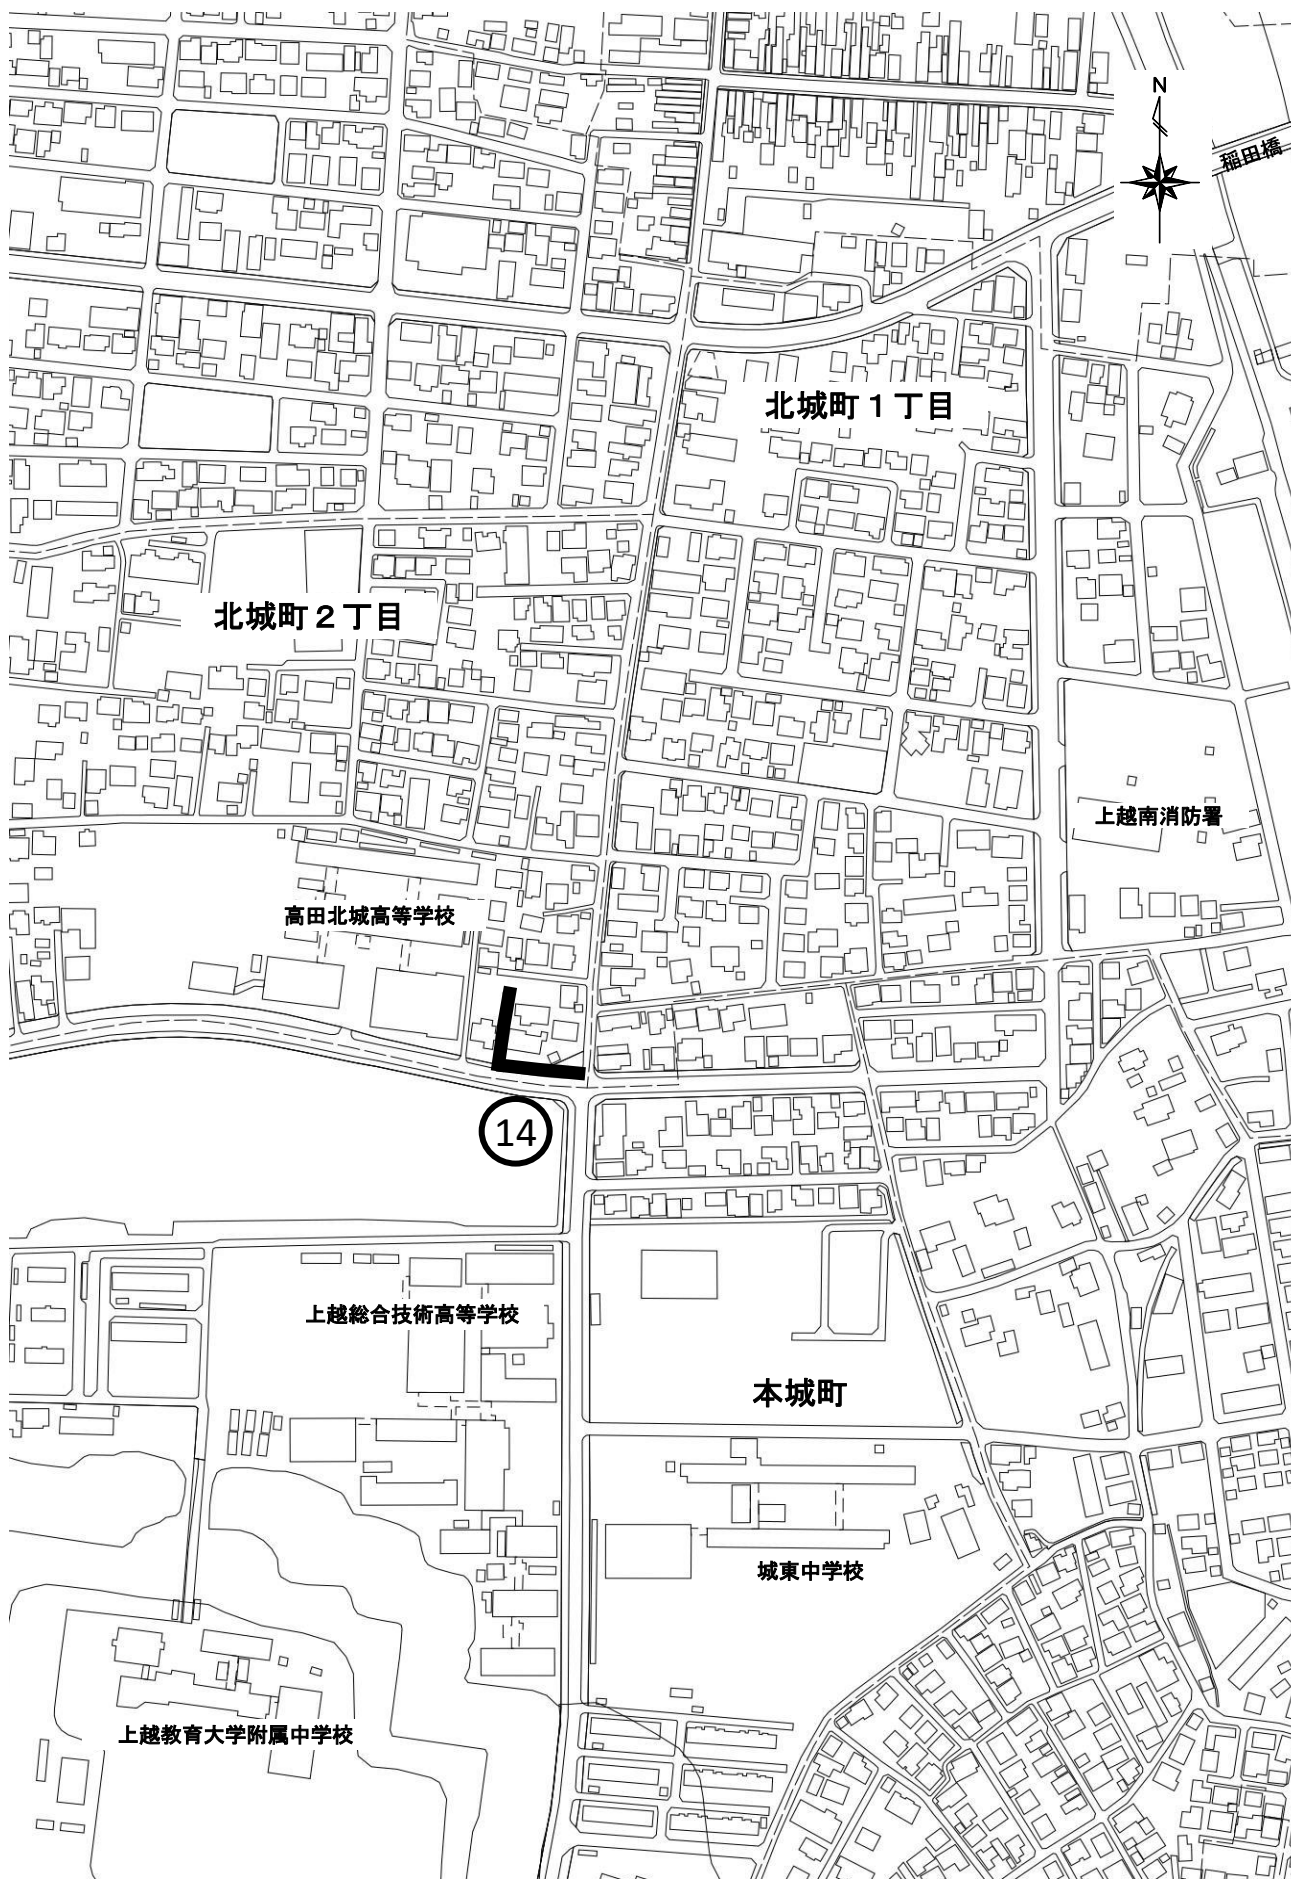 N
稲田橋
北城町１丁目
北城町２丁目
上越南消防署
高田北城高等学校
14
上越総合技術高等学校
本城町
城東中学校
上越教育大学附属中学校